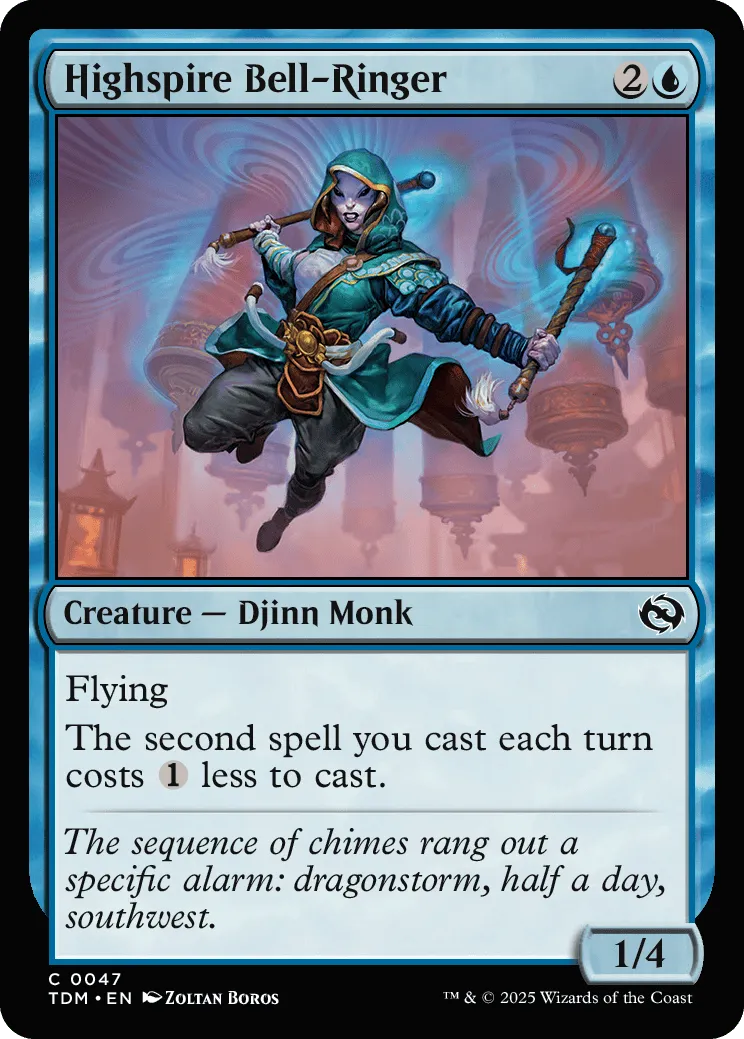 Highspire Bell-Ringer 2
Creature — Djinn Monk
Flying
The second spell you cast each turn
costs 1 less to cast.
The sequence of chimes rang out a
specific alarm: dragonstorm, half a day,
southwest.
1/4
C 0047
TDM • EN Zoltan Boros
™ & © 2025 Wizards of the Coast